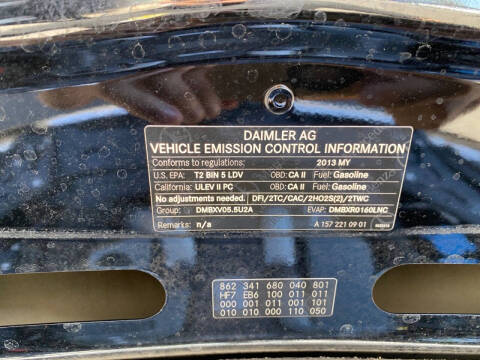 DAIMLER AG
VEHICLE EMISSION CONTROL INFORMATION
Conforms to regulations: 2013 MY
U.S. EPA: T2 BIN 5 LDV OBD: CA II Fuel: Gasoline
California: ULEV II PC OBD: CA II Fuel: Gasoline
No adjustments needed. DFI/2TC/CAC/2HO2S(2)/2TWC
Group: DMBXV05.5U2A EVAP: DMBXR0160LNC
Remarks: n/a A 157 221 09 01
862 341 680 040 801
HF7 EB6 100 011 011
000 001 011 001 101
010 010 000 110 050